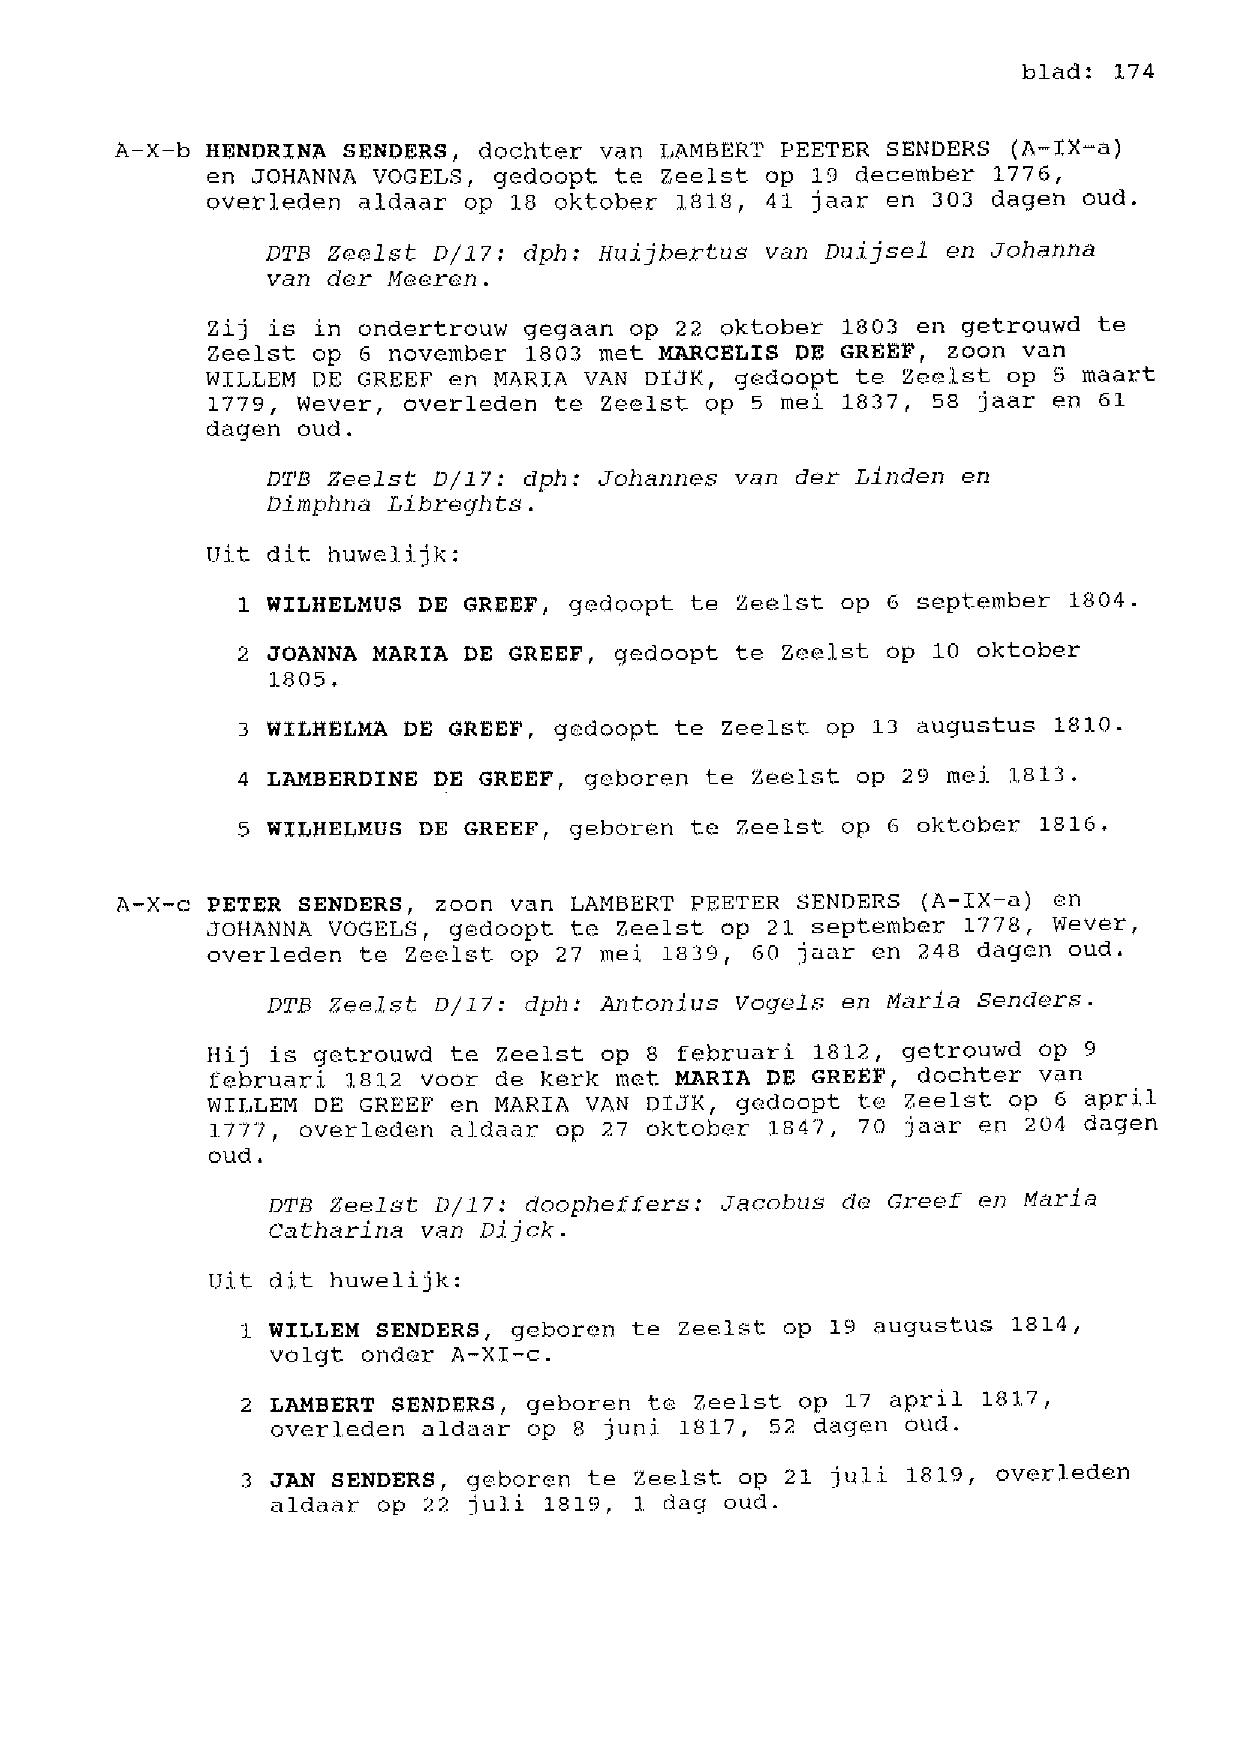 blad: 174
A-X-b HENDRINA SENDERS, dochter van LAMBERT PEETER SENDERS (A-IX-a)
en JOHANNA VOGELS, gedoopt te Zeelst op 19 december 1776,
overleden aldaar op 18 oktober 1818, 41 jaar en 303 dagen oud.
DTB Zeelst D/17: dph: Huijbertus van Duijsel en Johanna
van der Meeren.
Zij is in ondertrouw gegaan op 22 oktober 1803 en getrouwd te
Zeelst op 6 november 1803 met MARCELIS DE GREEF, zoon van
WILLEM DE GREEF en MARIA VAN DIJK, gedoopt te Zeelst op 5 maart
1779, Wever, overleden te Zeelst op 5 mei 1837, 58 jaar en 61
dagen oud.
DTB Zeelst D/17: dph: Johannes van der Linden en
Dimphna Libreghts.
Uit dit huwelijk:
1 WILHELMUS DE GREEF, gedoopt te Zeelst op 6 september 1804.
2 JOANNA MARIA DE GREEF, gedoopt te Zeelst op 10 oktober
1805.
3 WILHELMA DE GREEF, gedoopt te Zeelst op 13 augustus 1810.
4 LAMBERDINE DE GREEF, geboren te Zeelst op 29 mei 1813.
5 WILHELMUS DE GREEF, geboren te Zeelst op 6 oktober 1816.
A-X-c PETER SENDERS, zoon van LAMBERT PEETER SENDERS (A-IX-a) en
JOHANNA VOGELS, gedoopt te Zeelst op 21 september 1778, Wever,
overleden te Zeelst op 27 mei 1839, 60 jaar en 248 dagen oud.
DTB Zeelst D/17: dph: Antonius Vogels en Maria Senders.
Hij is getrouwd te Zeelst op 8 februari 1812, getrouwd op 9
februari 1812 voor de kerk met MARIA DE GREEF, dochter van
WILLEM DE GREEF en MARIA VAN DIJK, gedoopt te Zeelst op 6 april
1777, overleden aldaar op 27 oktober 1847, 70 jaar en 204 dagen
oud.
DTB Zeelst D/17: doopheffers: Jacobus de Greef en Maria
Catharina van Dijck.
Uit dit huwelijk:
1 WILLEM SENDERS, geboren te Zeelst op 19 augustus 1814,
volgt onder A-XI-c.
2 LAMBERT SENDERS, geboren te Zeelst op 17 april 1817,
overleden aldaar op 8 juni 1817, 52 dagen oud.
3 JAN SENDERS, geboren te Zeelst op 21 juli 1819, overleden
aldaar op 22 juli 1819, 1 dag oud.